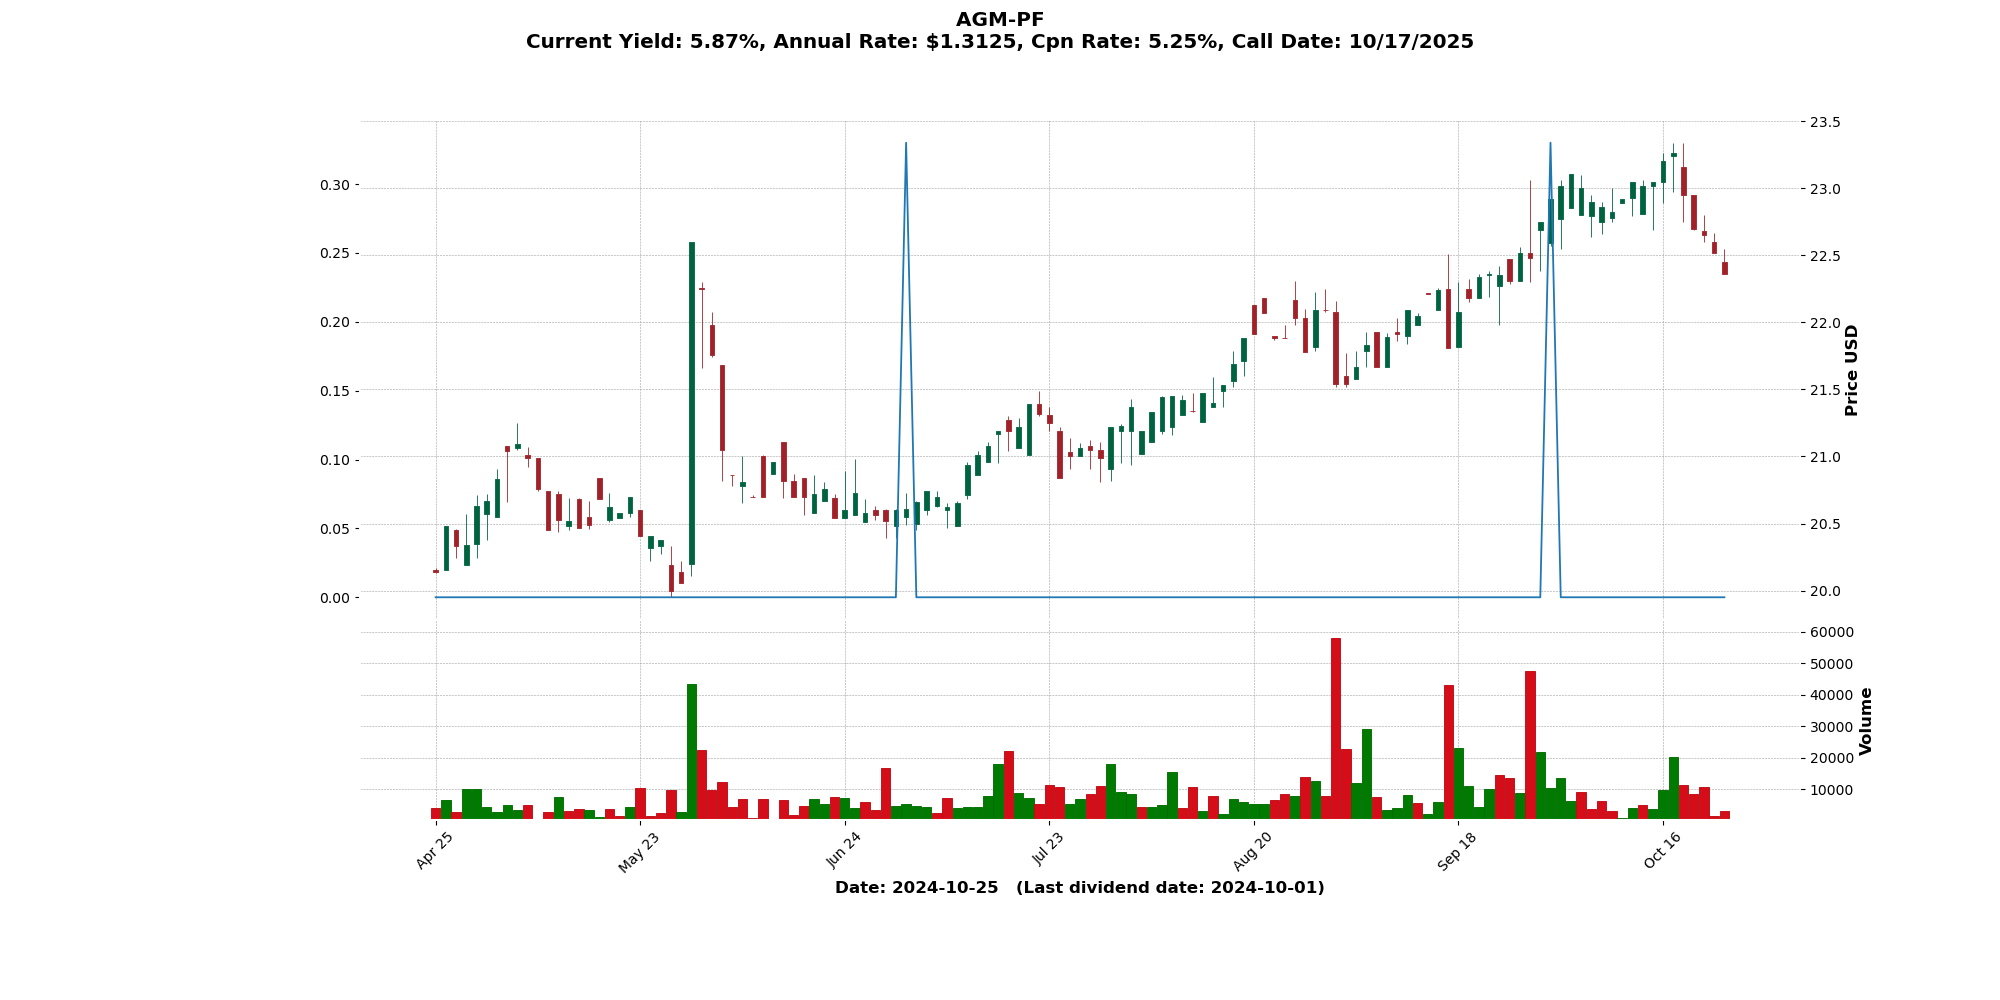 AGM-PF
Current Yield: 5.87%, Annual Rate: $1.3125, Cpn Rate: 5.25%, Call Date: 10/17/2025
0.30
0.25
0.20
0.15
0.10
0.05
0.00
23.5
23.0
22.5
22.0
21.5
21.0
20.5
20.0
Price USD
60000
50000
40000
30000
20000
10000
Volume
Apr 25
May 23
Jun 24
Jul 23
Aug 20
Sep 18
Oct 16
Date: 2024-10-25 (Last dividend date: 2024-10-01)